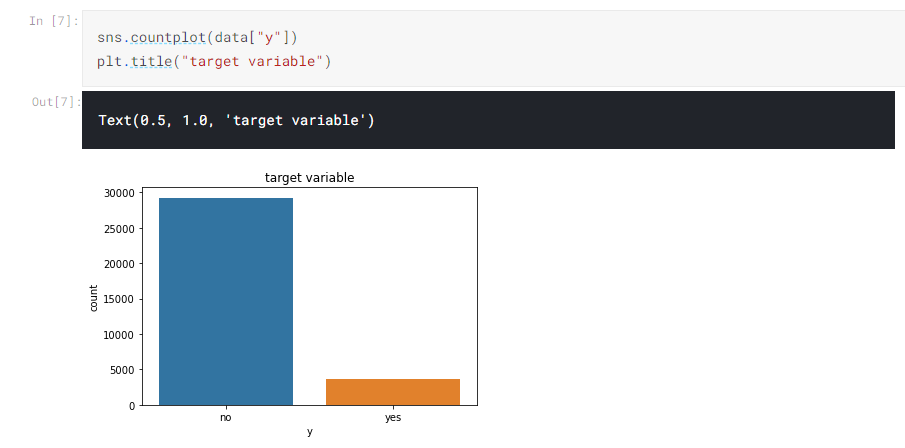 In [7]:
sns.countplot(data["y"])
plt.title("target variable")
Out[7]:
Text(0.5, 1.0, 'target variable')
target variable
30000
25000
20000
15000
10000
5000
0
count
no yes
y